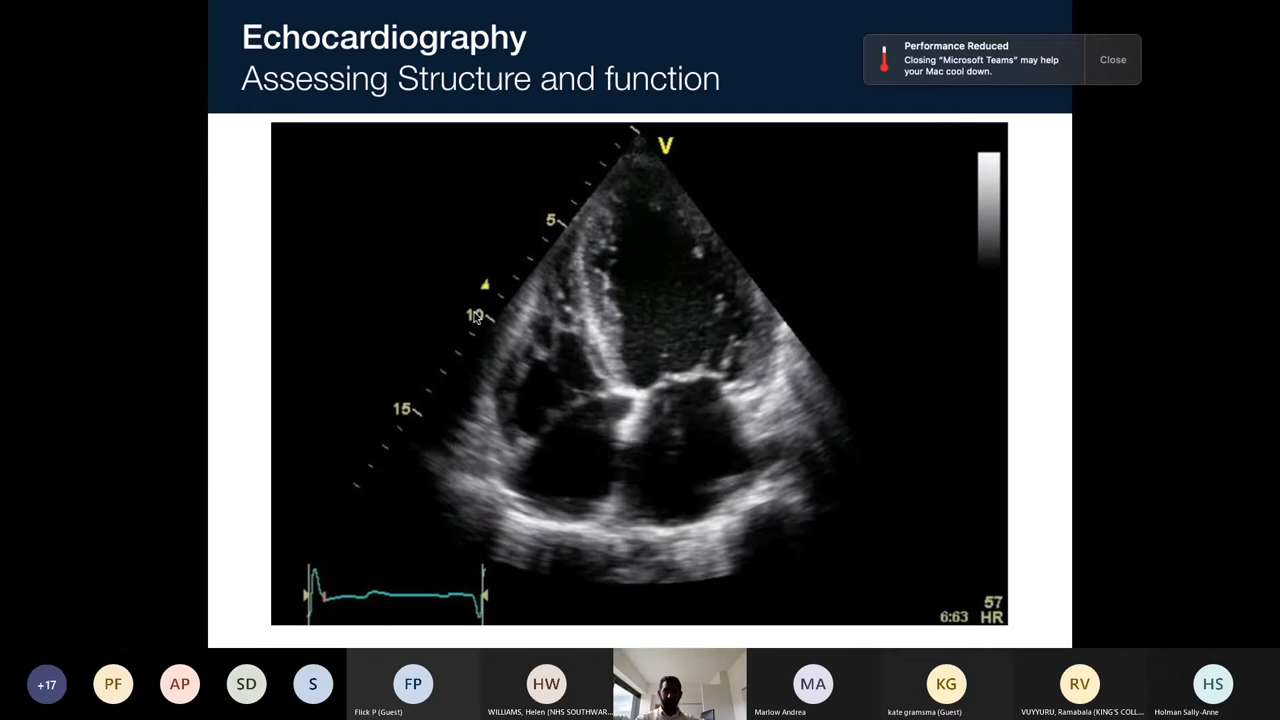 Echocardiography
Assessing Structure and function
Performance Reduced
Closing “Microsoft Teams” may help
your Mac cool down.
Close
V
5
10
15
57
6:63 HR
+17
PF
AP
SD
S
FP
HW
MA
KG
RV
HS
Flick P (Guest)
WILLIAMS, Helen (NHS SOUTHWAR...
Marlow Andrea
kate gramsma (Guest)
VUYYURU, Ramabala (KING'S COLL...
Holman Sally-Anne